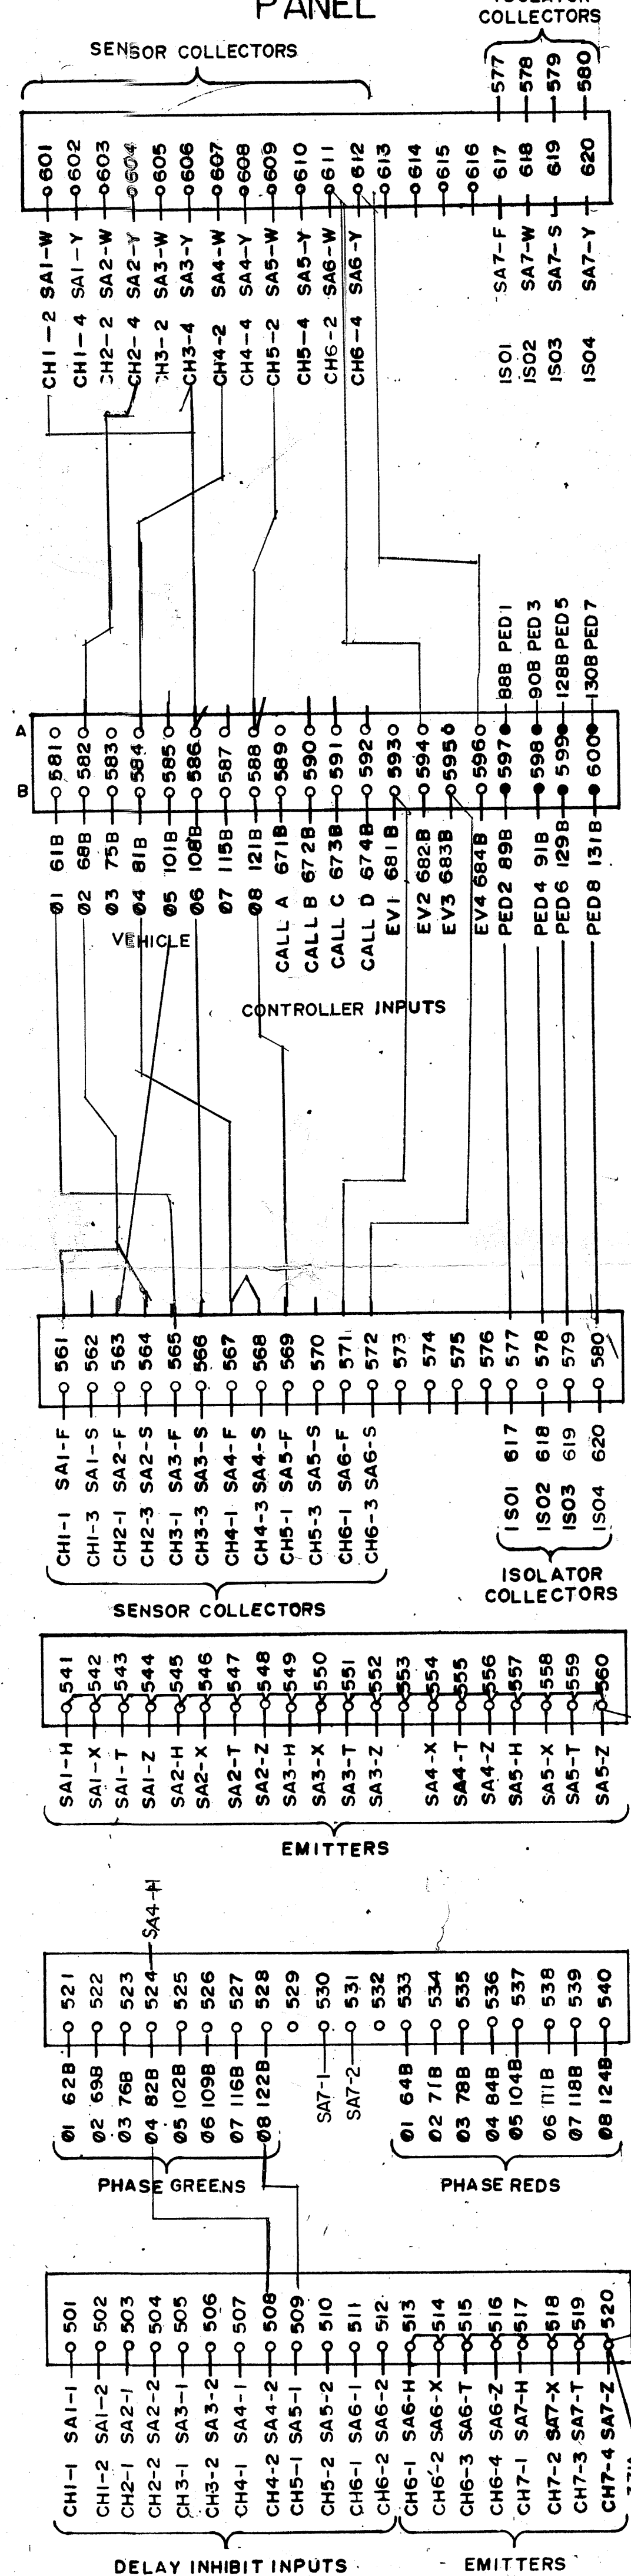 PANEL
COLLECTORS
SENSOR COLLECTORS
577 578 579 580
601 602 603 604 605 606 607 608 609 610 611 612 613 614 615 616 617 618 619 620
SA1-W SA1-Y SA2-W SA2-Y SA3-W SA3-Y SA4-W SA4-Y SA5-W SA5-Y SA6-W SA6-Y SA7-F SA7-W SA7-S SA7-Y
CH1-2 CH1-4 CH2-2 CH2-4 CH3-2 CH3-4 CH4-2 CH4-4 CH5-2 CH5-4 CH6-2 CH6-4 ISO1 ISO2 ISO3 ISO4
88B PED 1 90B PED 3 128B PED 5 130B PED 7
A
581 582 583 584 585 586 587 588 589 590 591 592 593 594 595 596 597 598 599 600
B
Ø1 61B Ø2 68B Ø3 75B Ø4 81B Ø5 101B Ø6 108B Ø7 115B Ø8 121B CALL A 671B CALL B 672B CALL C 673B CALL D 674B EV1 681B EV2 682B EV3 683B EV4 684B PED2 89B PED4 91B PED6 129B PED8 131B
VEHICLE
CONTROLLER INPUTS
561 562 563 564 565 566 567 568 569 570 571 572 573 574 575 576 577 578 579 580
SA1-F SA1-S SA2-F SA2-S SA3-F SA3-S SA4-F SA4-S SA5-F SA5-S SA6-F SA6-S 617 618 619 620
CH1-1 CH1-3 CH2-1 CH2-3 CH3-1 CH3-3 CH4-1 CH4-3 CH5-1 CH5-3 CH6-1 CH6-3 ISO1 ISO2 ISO3 ISO4
SENSOR COLLECTORS
ISOLATOR
COLLECTORS
541 542 543 544 545 546 547 548 549 550 551 552 553 554 555 556 557 558 559 560
SA1-H SA1-X SA1-T SA1-Z SA2-H SA2-X SA2-T SA2-Z SA3-H SA3-X SA3-T SA3-Z SA4-X SA4-T SA4-Z SA5-H SA5-X SA5-T SA5-Z
EMITTERS
SA4-H
521 522 523 524 525 526 527 528 529 530 531 532 533 534 535 536 537 538 539 540
Ø1 62B Ø2 69B Ø3 76B Ø4 82B Ø5 102B Ø6 109B Ø7 116B Ø8 122B SA7-1 SA7-2 Ø1 64B Ø2 71B Ø3 78B Ø4 84B Ø5 104B Ø6 111B Ø7 118B Ø8 124B
PHASE GREENS
PHASE REDS
501 502 503 504 505 506 507 508 509 510 511 512 513 514 515 516 517 518 519 520
SA1-1 SA1-2 SA2-1 SA2-2 SA3-1 SA3-2 SA4-1 SA4-2 SA5-1 SA5-2 SA6-1 SA6-2 SA6-H SA6-X SA6-T SA6-Z SA7-H SA7-X SA7-T SA7-Z
CH1-1 CH1-2 CH2-1 CH2-2 CH3-1 CH3-2 CH4-1 CH4-2 CH5-1 CH5-2 CH6-1 CH6-2 CH6-1 CH6-2 CH6-3 CH6-4 CH7-1 CH7-2 CH7-3 CH7-4
DELAY INHIBIT INPUTS
EMITTERS